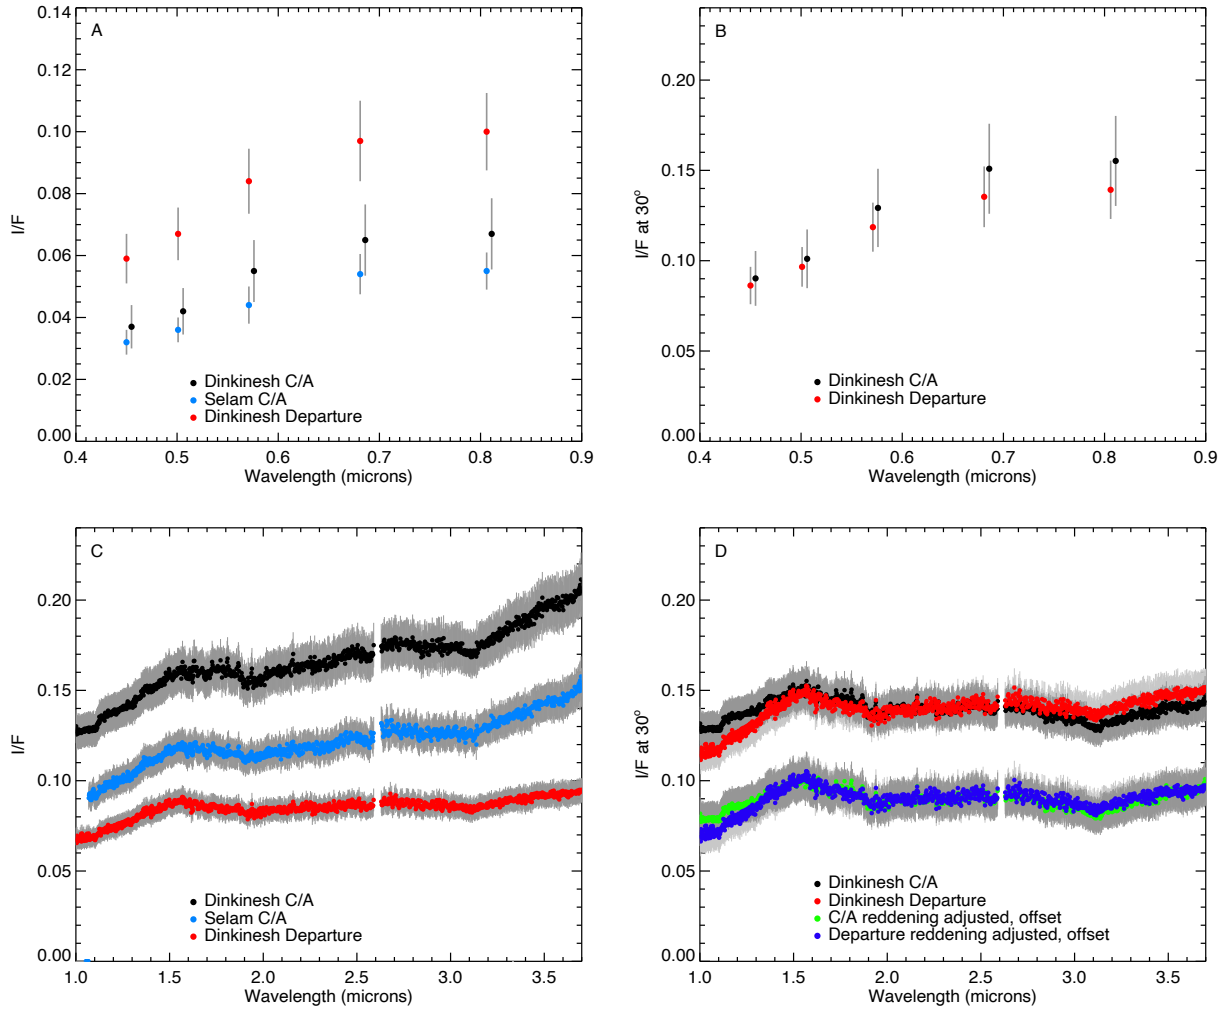 A
I/F
0.14
0.12
0.10
0.08
0.06
0.04
0.02
0.00
Dinkinesh C/A
Selam C/A
Dinkinesh Departure
0.4 0.5 0.6 0.7 0.8 0.9
Wavelength (microns)
B
I/F at 30°
0.20
0.15
0.10
0.05
0.00
Dinkinesh C/A
Dinkinesh Departure
0.4 0.5 0.6 0.7 0.8 0.9
Wavelength (microns)
C
I/F
0.20
0.15
0.10
0.05
0.00
Dinkinesh C/A
Selam C/A
Dinkinesh Departure
1.0 1.5 2.0 2.5 3.0 3.5
Wavelength (microns)
D
I/F at 30°
0.20
0.15
0.10
0.05
0.00
Dinkinesh C/A
Dinkinesh Departure
C/A reddening adjusted, offset
Departure reddening adjusted, offset
1.0 1.5 2.0 2.5 3.0 3.5
Wavelength (microns)